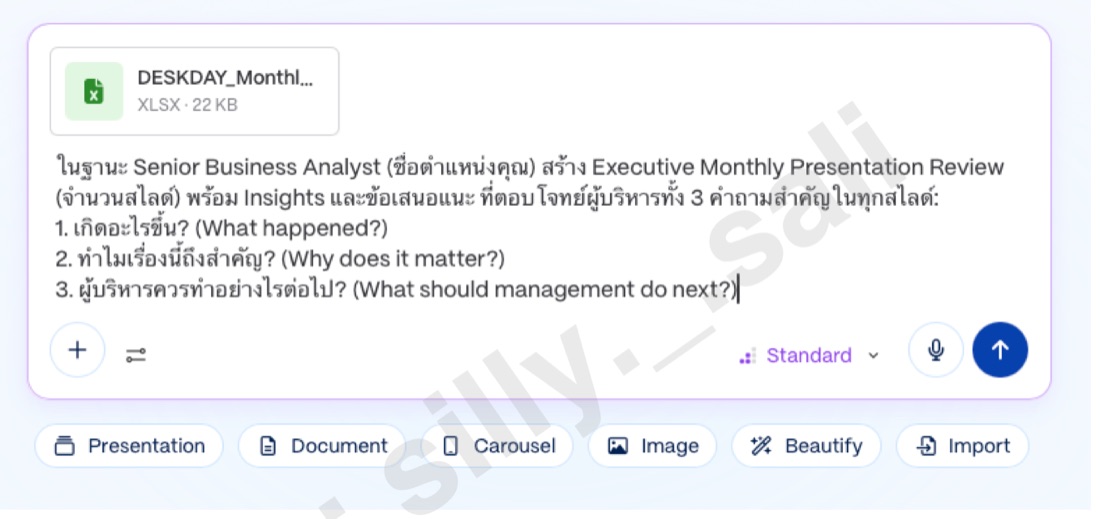 DESKDAY_Monthl...
XLSX · 22 KB
ในฐานะ Senior Business Analyst (ชื่อตำแหน่งคุณ) สร้าง Executive Monthly Presentation Review
(จำนวนสไลด์) พร้อม Insights และข้อเสนอแนะ ที่ตอบโจทย์ผู้บริหารทั้ง 3 คำถามสำคัญในทุกสไลด์:
1. เกิดอะไรขึ้น? (What happened?)
2. ทำไมเรื่องนี้ถึงสำคัญ? (Why does it matter?)
3. ผู้บริหารควรทำอย่างไรต่อไป? (What should management do next?)
Standard
Presentation Document Carousel Image Beautify Import
silly._.sali